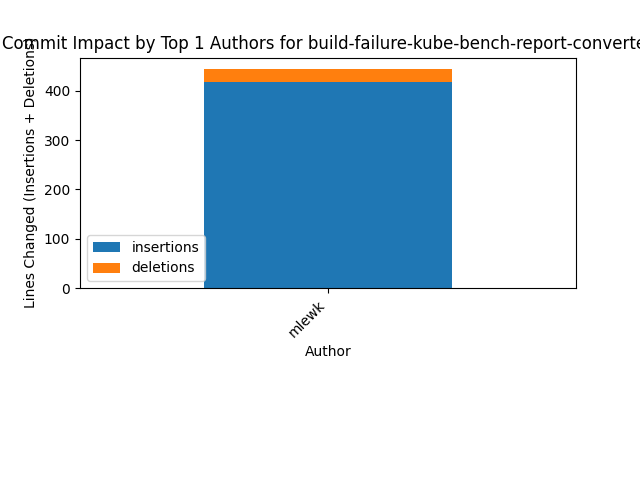 Commit Impact by Top 1 Authors for build-failure-kube-bench-report-converte
Lines Changed (Insertions + Deletions)
400
300
200
100
0
insertions
deletions
mlewk
Author